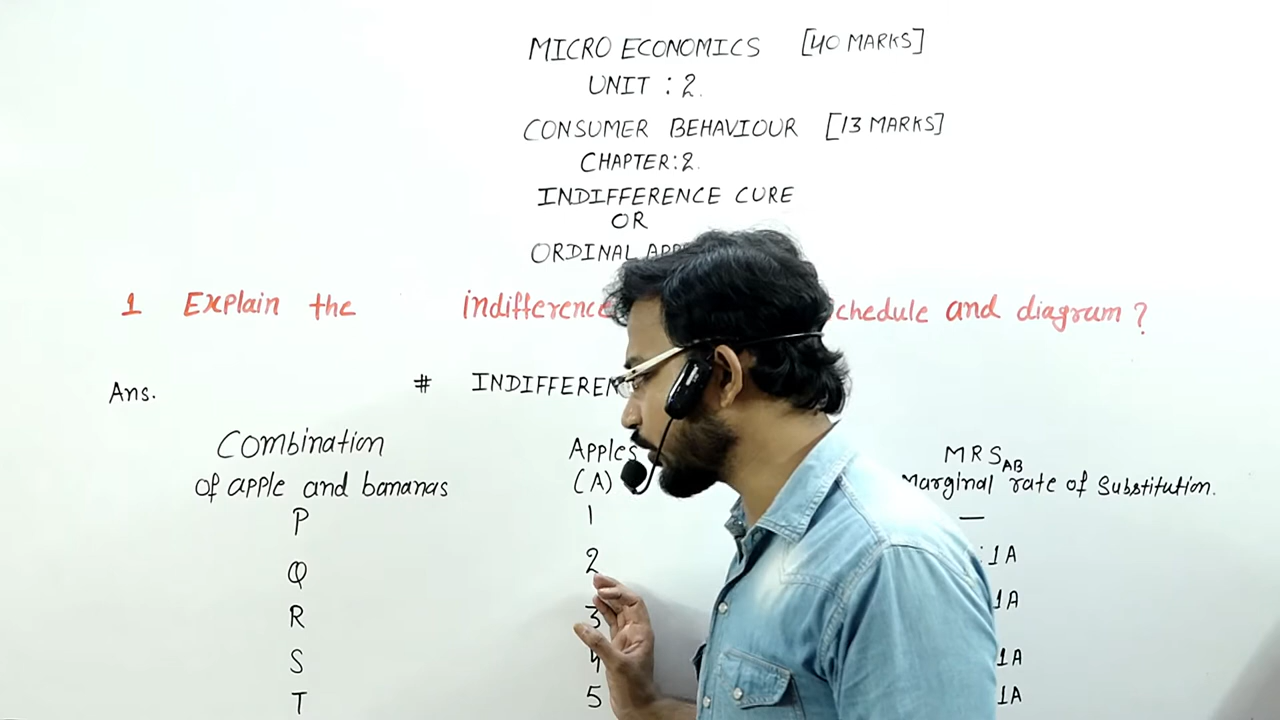 MICRO ECONOMICS [40 MARKS]
UNIT : 2.
CONSUMER BEHAVIOUR [13 MARKS]
CHAPTER:2.
INDIFFERENCE CURE
OR
ORDINAL
1 Explain the indifference schedule and diagram ?
Ans. #
Combination Apples MRS AB
of apple and bananas (A) Marginal rate of Substitution.
P 1 —
Q 2 : 1A
R 3 1A
S 4 1A
T 5 1A